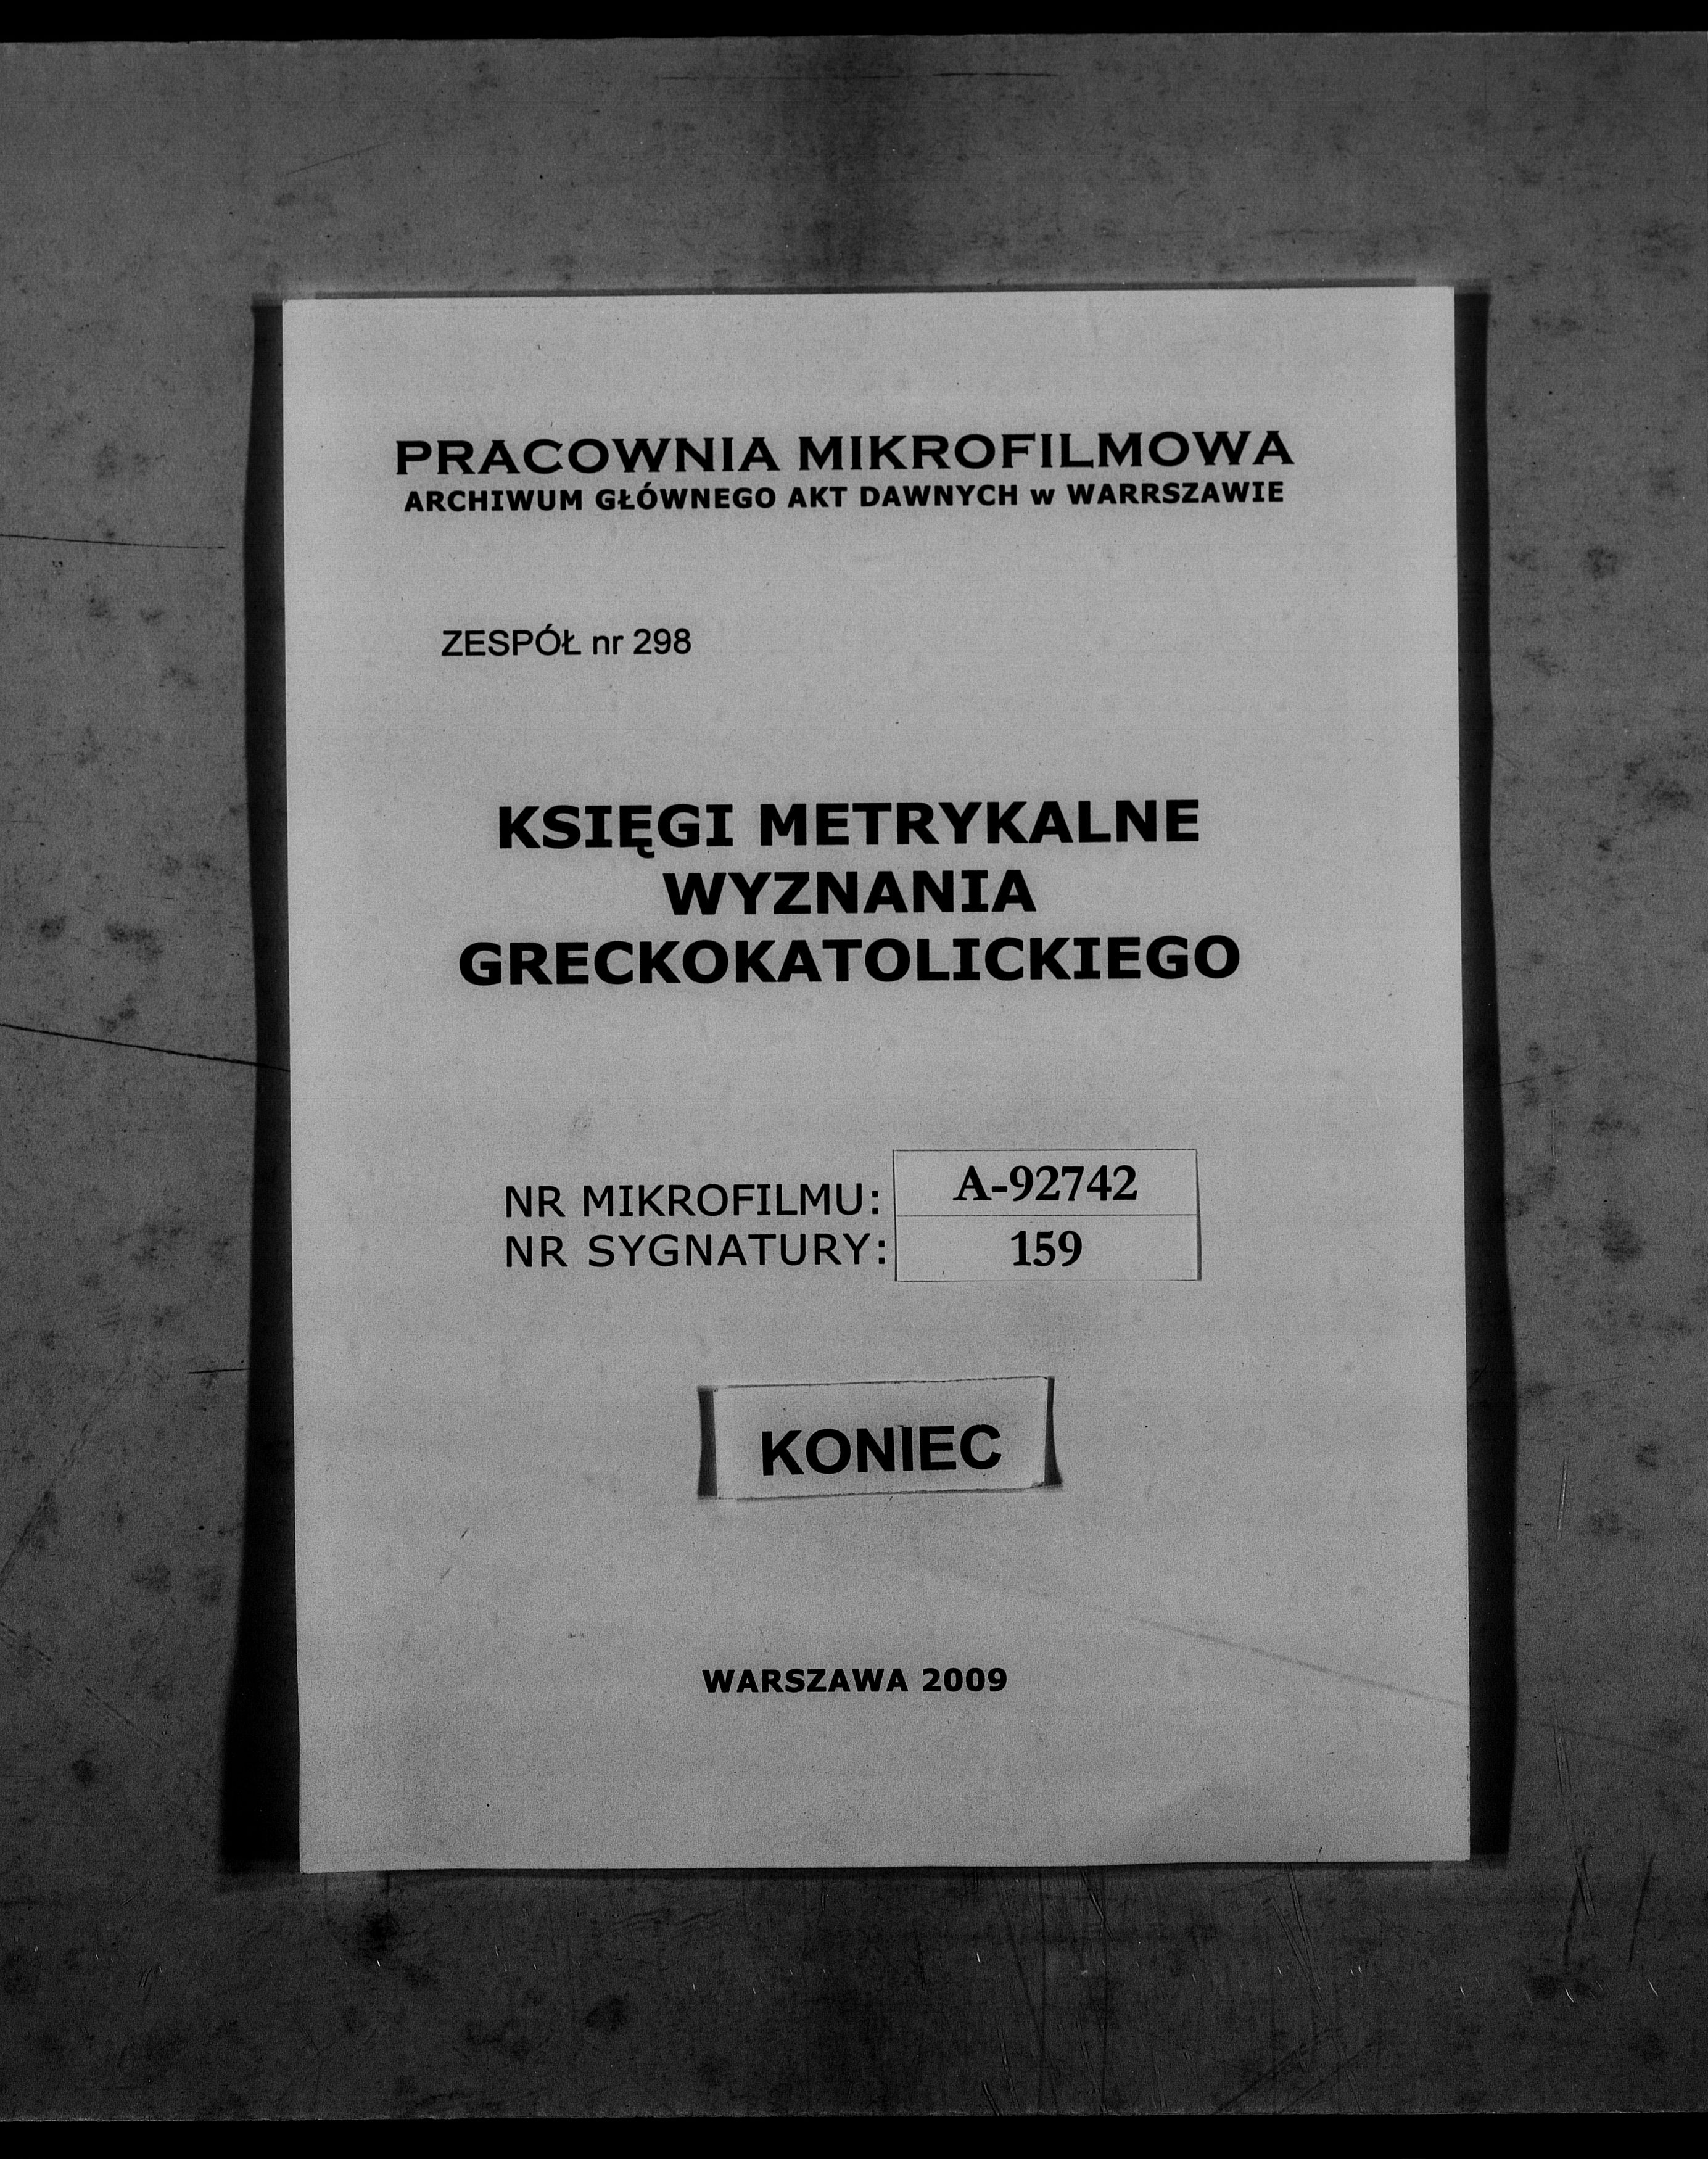 PRACOWNIA MIKROFILMOWA
ARCHIWUM GŁÓWNEGO AKT DAWNYCH w WARRSZAWIE
ZESPÓŁ nr 298
KSIĘGI METRYKALNE
WYZNANIA
GRECKOKATOLICKIEGO
NR MIKROFILMU: A-92742
NR SYGNATURY: 159
KONIEC
WARSZAWA 2009